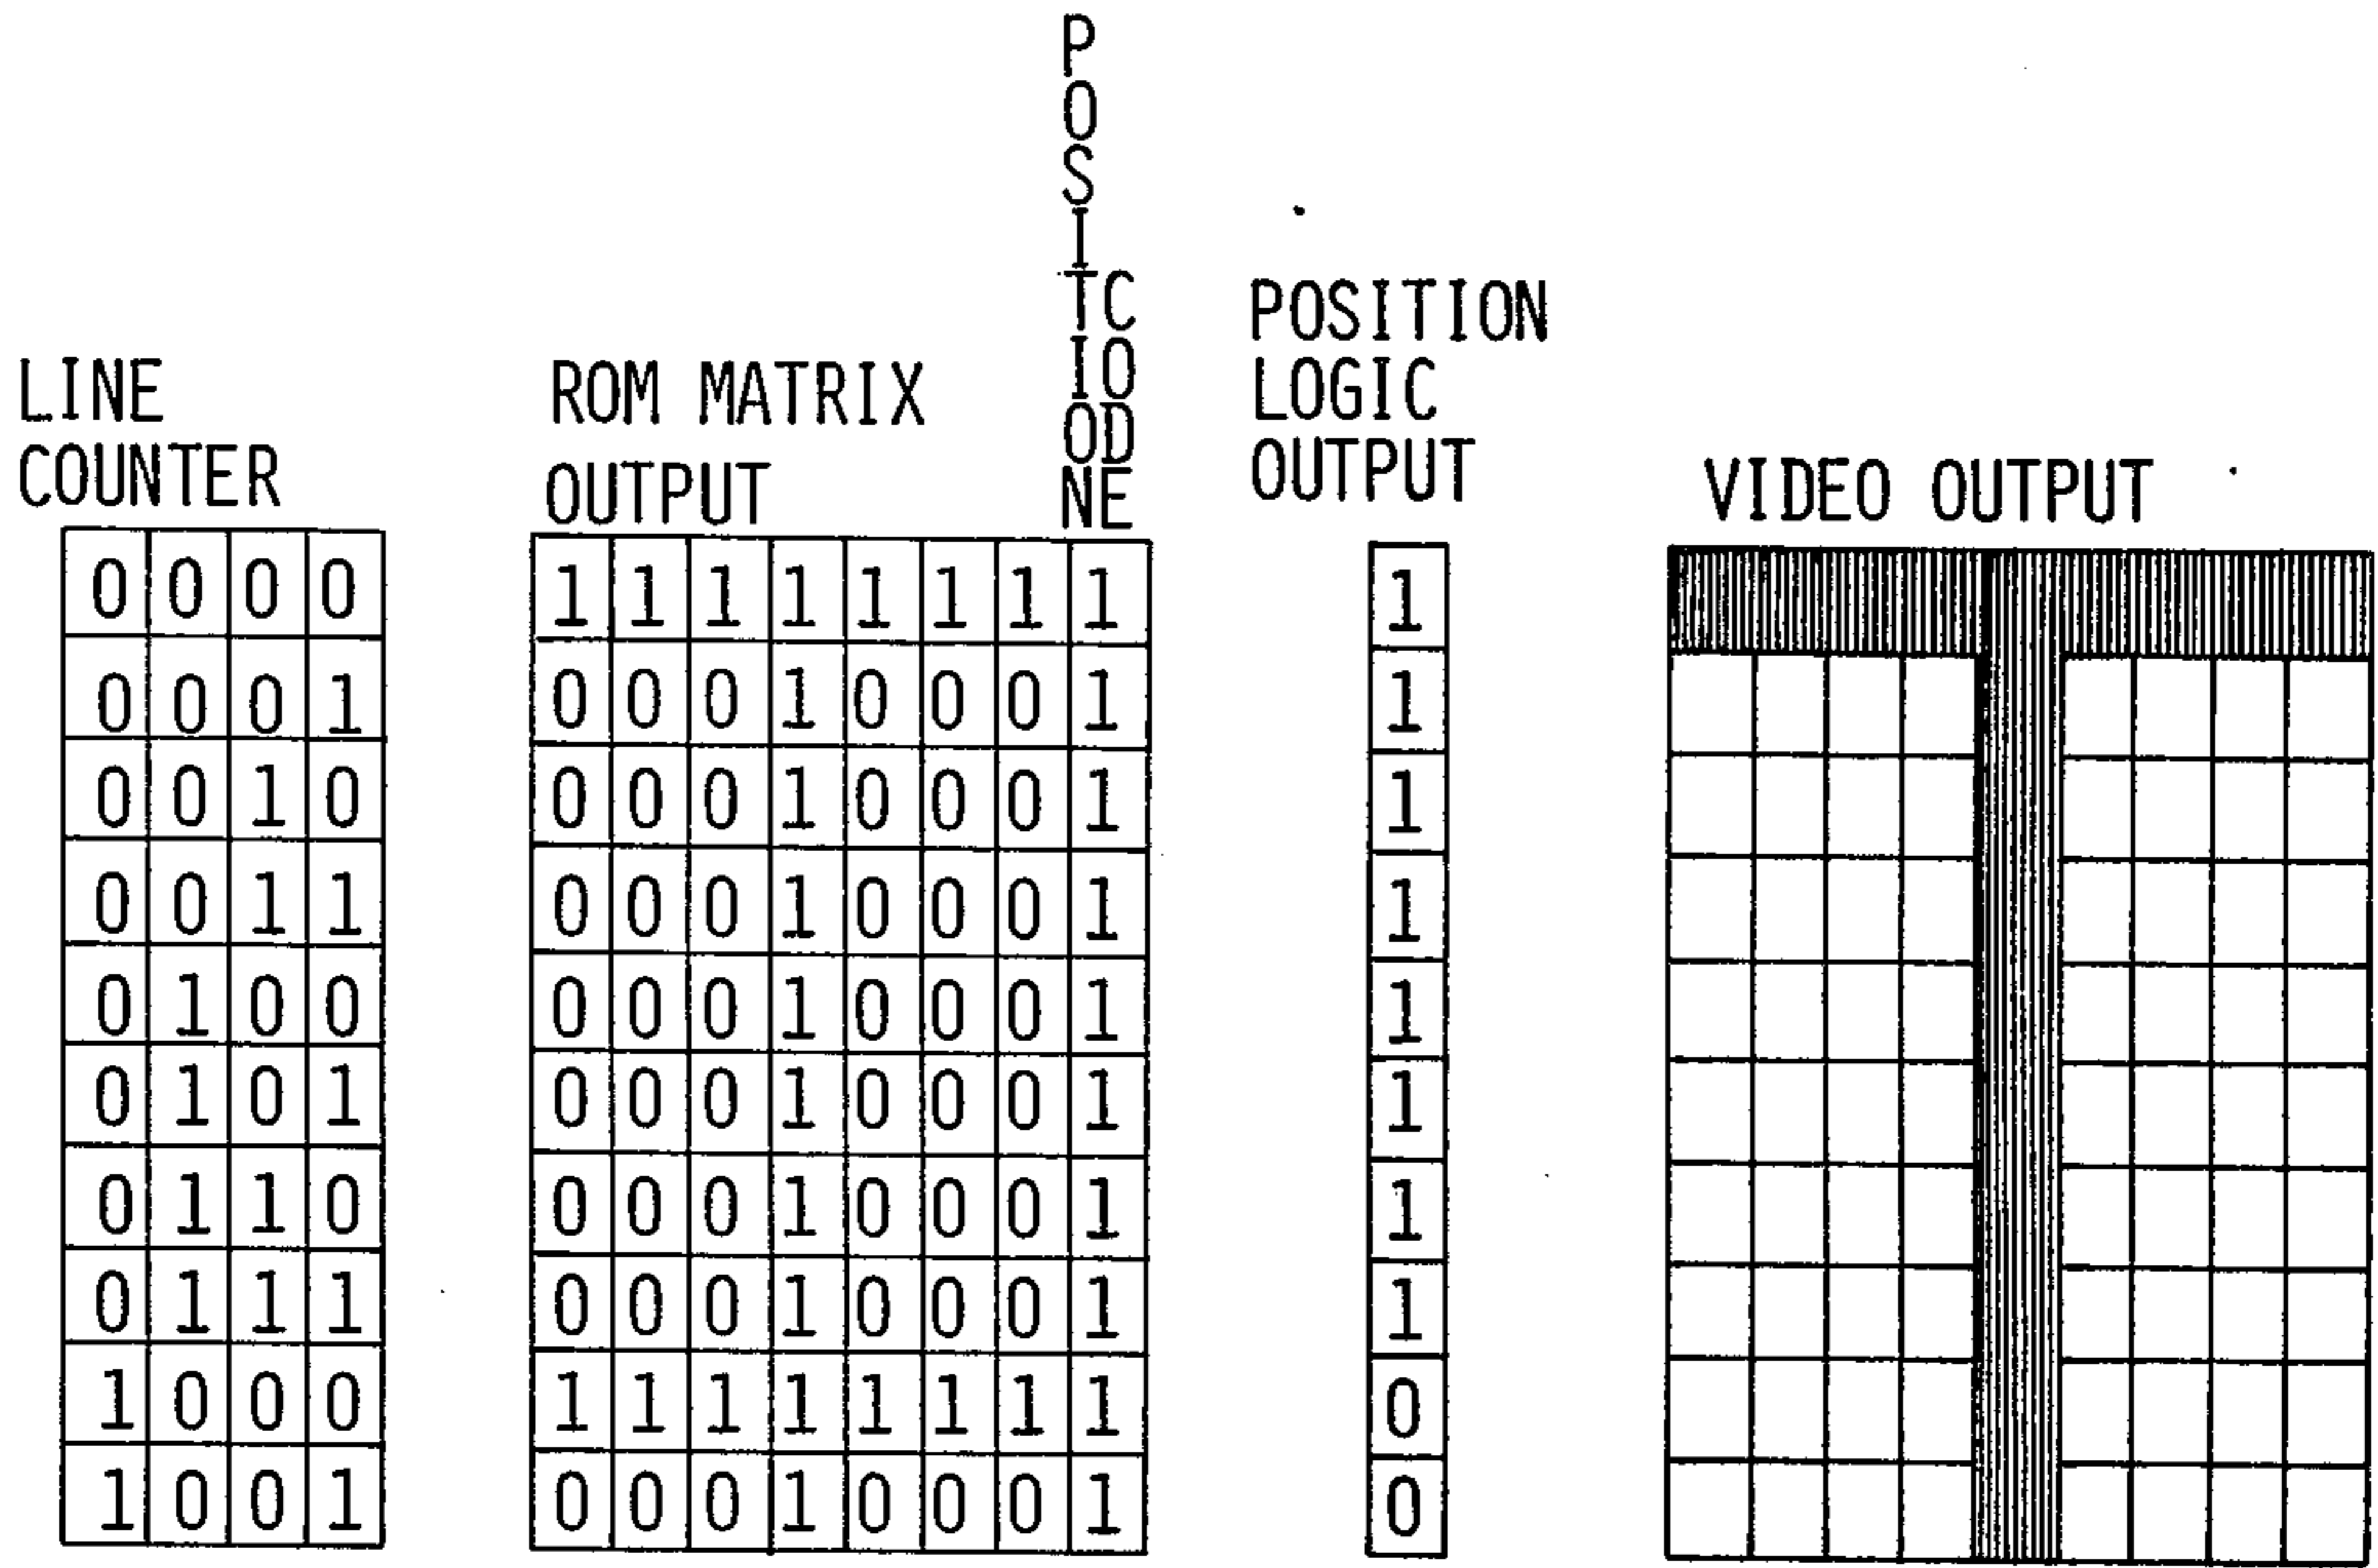 POSITION CODE
LINE
COUNTER
ROM MATRIX
OUTPUT
POSITION
LOGIC
OUTPUT
VIDEO OUTPUT
0 0 0 0 1 1 1 1 1 1 1 1 1
0 0 0 1 0 0 0 1 0 0 0 1 1
0 0 1 0 0 0 0 1 0 0 0 1 1
0 0 1 1 0 0 0 1 0 0 0 1 1
0 1 0 0 0 0 0 1 0 0 0 1 1
0 1 0 1 0 0 0 1 0 0 0 1 1
0 1 1 0 0 0 0 1 0 0 0 1 1
0 1 1 1 0 0 0 1 0 0 0 1 1
1 0 0 0 1 1 1 1 1 1 1 1 0
1 0 0 1 0 0 0 1 0 0 0 1 0